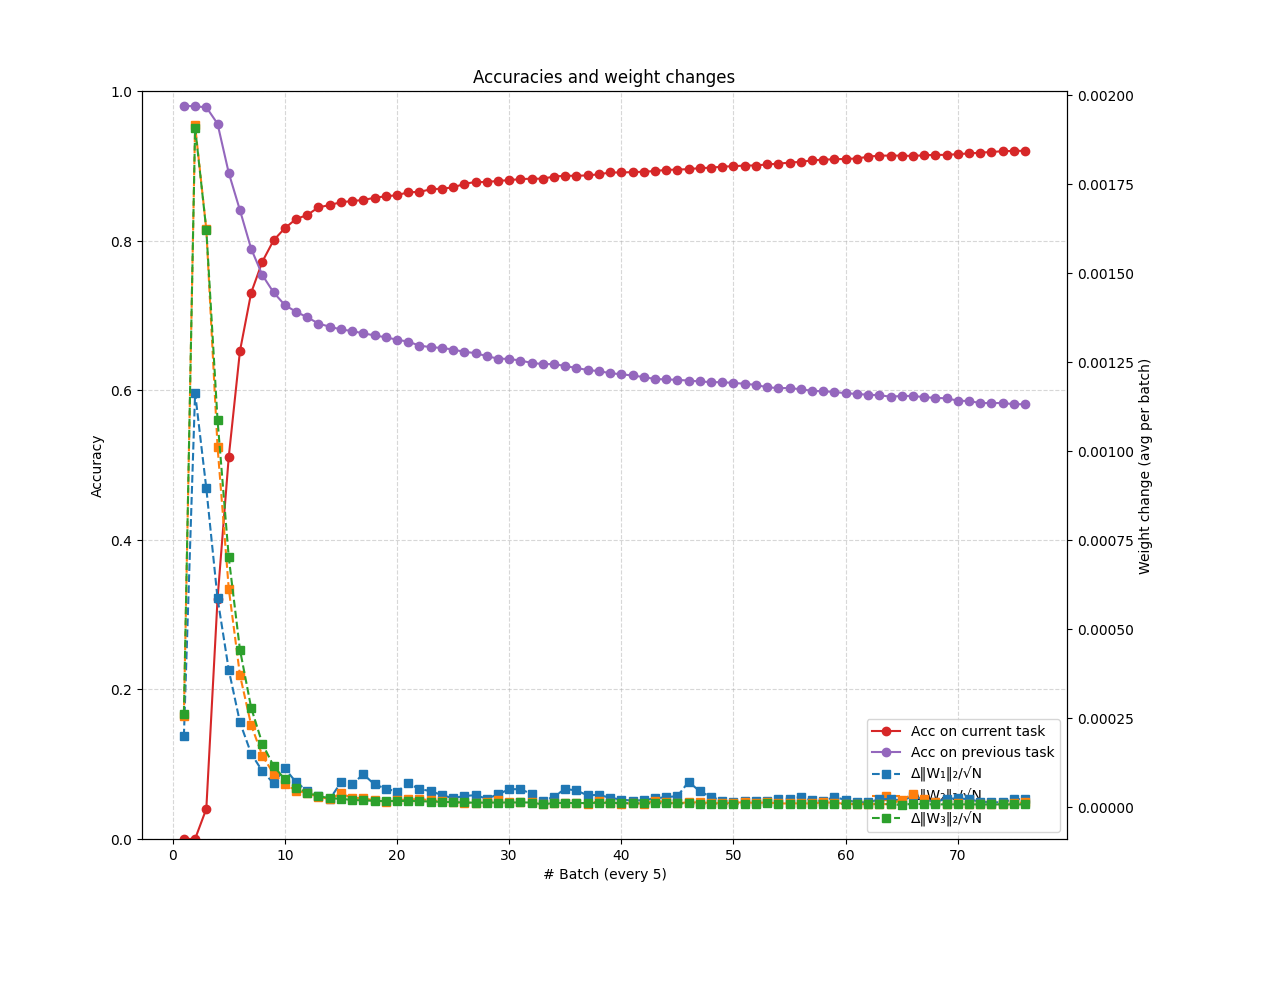 Accuracies and weight changes
1.0
0.8
0.6
0.4
0.2
0.0
Accuracy
0.00200
0.00175
0.00150
0.00125
0.00100
0.00075
0.00050
0.00025
0.00000
Weight change (avg per batch)
Acc on current task
Acc on previous task
Δ‖W₁‖₂/√N
Δ‖W₂‖₂/√N
Δ‖W₃‖₂/√N
0 10 20 30 40 50 60 70
# Batch (every 5)